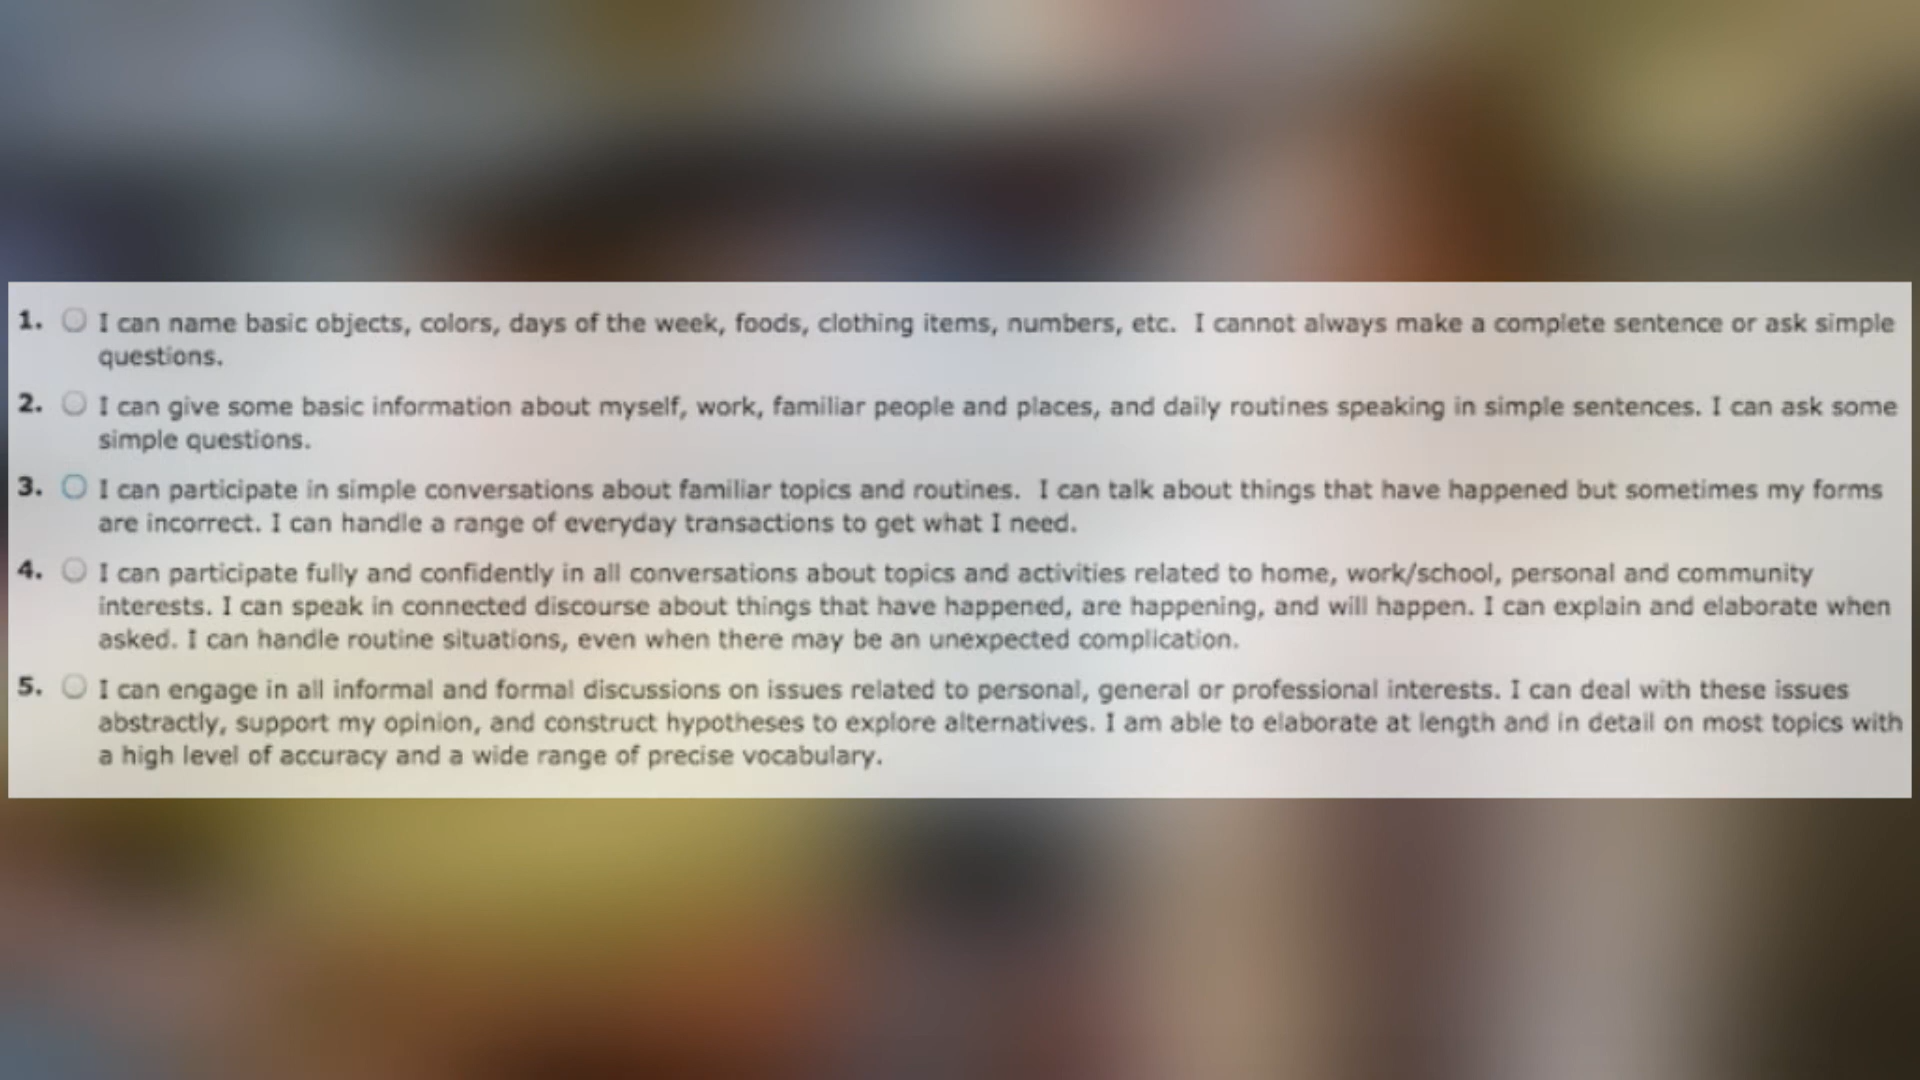 1. I can name basic objects, colors, days of the week, foods, clothing items, numbers, etc.  I cannot always make a complete sentence or ask simple
questions.
2. I can give some basic information about myself, work, familiar people and places, and daily routines speaking in simple sentences. I can ask some
simple questions.
3. I can participate in simple conversations about familiar topics and routines.  I can talk about things that have happened but sometimes my forms
are incorrect. I can handle a range of everyday transactions to get what I need.
4. I can participate fully and confidently in all conversations about topics and activities related to home, work/school, personal and community
interests. I can speak in connected discourse about things that have happened, are happening, and will happen. I can explain and elaborate when
asked. I can handle routine situations, even when there may be an unexpected complication.
5. I can engage in all informal and formal discussions on issues related to personal, general or professional interests. I can deal with these issues
abstractly, support my opinion, and construct hypotheses to explore alternatives. I am able to elaborate at length and in detail on most topics with
a high level of accuracy and a wide range of precise vocabulary.